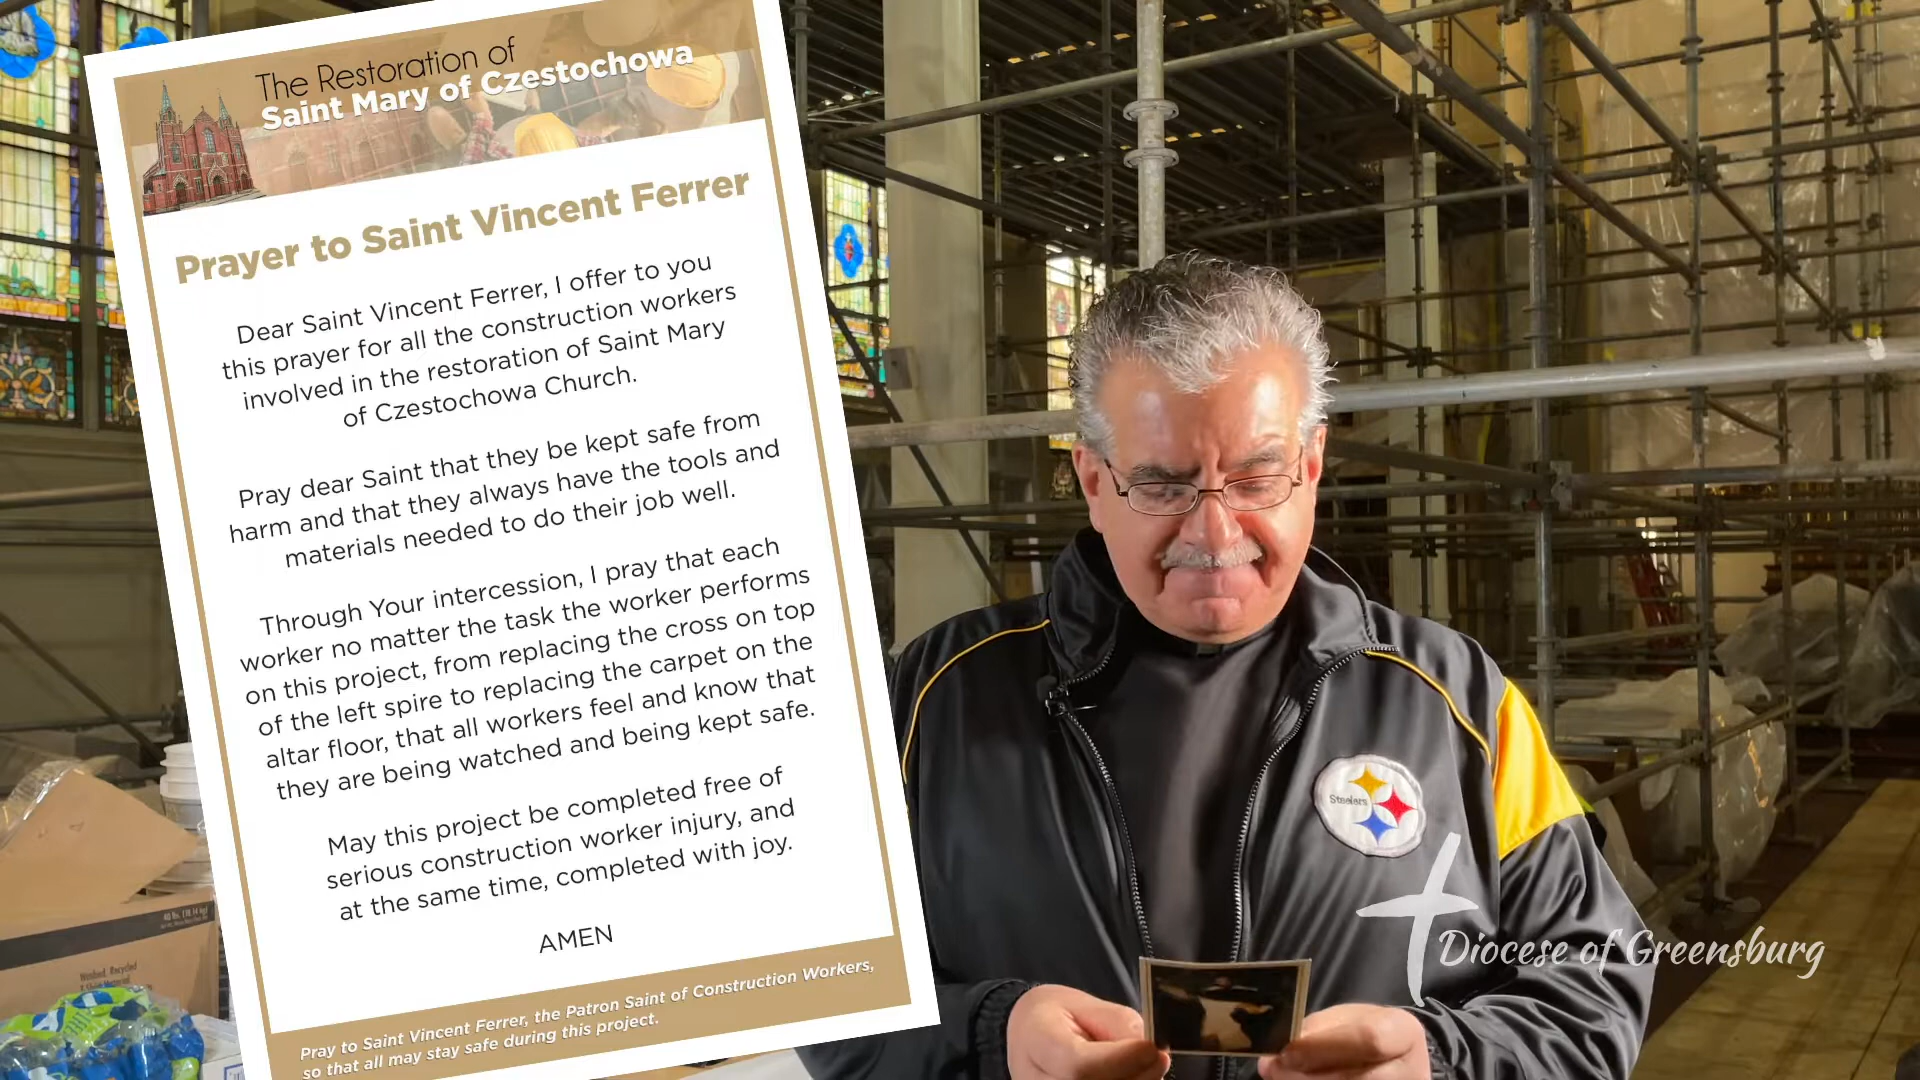 The Restoration of
Saint Mary of Czestochowa
Prayer to Saint Vincent Ferrer
Dear Saint Vincent Ferrer, I offer to you
this prayer for all the construction workers
involved in the restoration of Saint Mary
of Czestochowa Church.
Pray dear Saint that they be kept safe from
harm and that they always have the tools and
materials needed to do their job well.
Through Your intercession, I pray that each
worker no matter the task the worker performs
on this project, from replacing the cross on top
of the left spire to replacing the carpet on the
altar floor, that all workers feel and know that
they are being watched and being kept safe.
May this project be completed free of
serious construction worker injury, and
at the same time, completed with joy.
AMEN
Pray to Saint Vincent Ferrer, the Patron Saint of Construction Workers,
so that all may stay safe during this project.
Steelers
Diocese of Greensburg
40 lbs. (18.14 kg)
Washed, Recycled